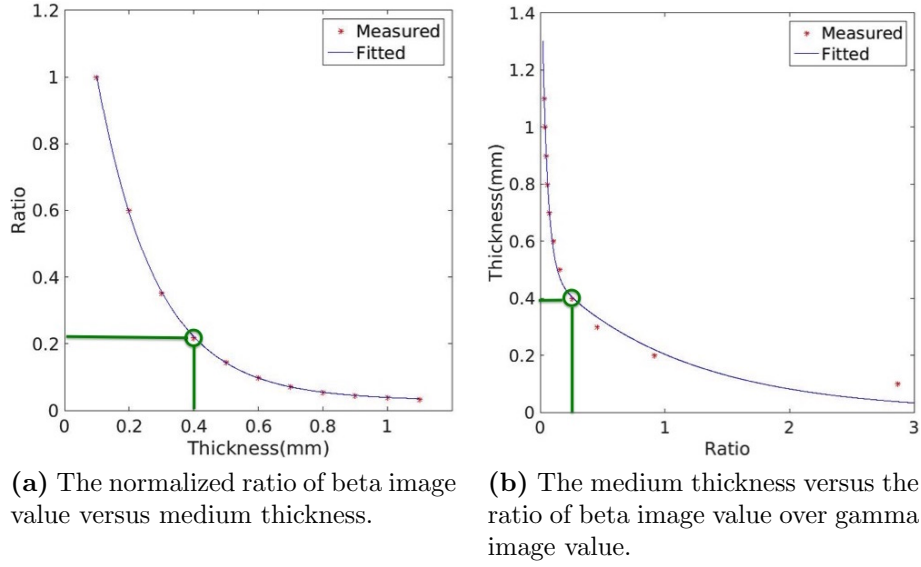 1.2
1
0.8
0.6
0.4
0.2
0
Ratio
Measured
Fitted
0 0.2 0.4 0.6 0.8 1
Thickness(mm)
(a) The normalized ratio of beta image
value versus medium thickness.
1.4
1.2
1
0.8
0.6
0.4
0.2
0
Thickness(mm)
Measured
Fitted
0 1 2 3
Ratio
(b) The medium thickness versus the
ratio of beta image value over gamma
image value.